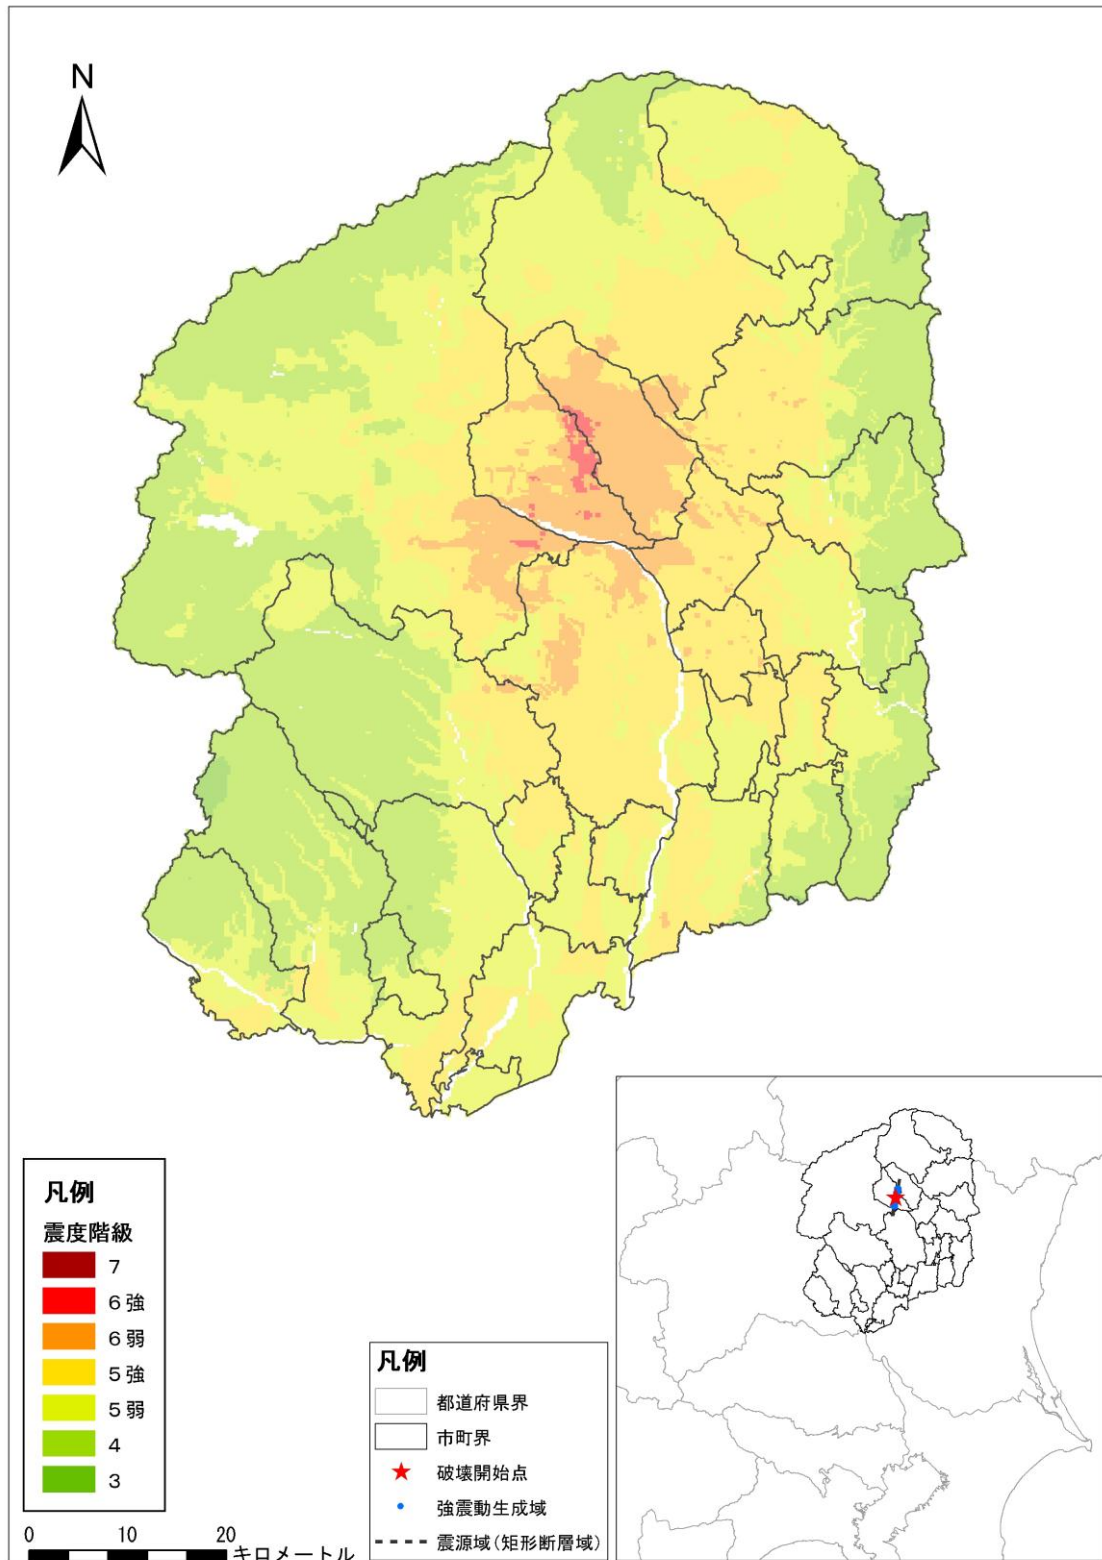 N
凡例
震度階級
7
6強
6弱
5強
5弱
4
3
0 10 20
キロメートル
凡例
都道府県界
市町界
破壊開始点
強震動生成域
震源域(矩形断層域)